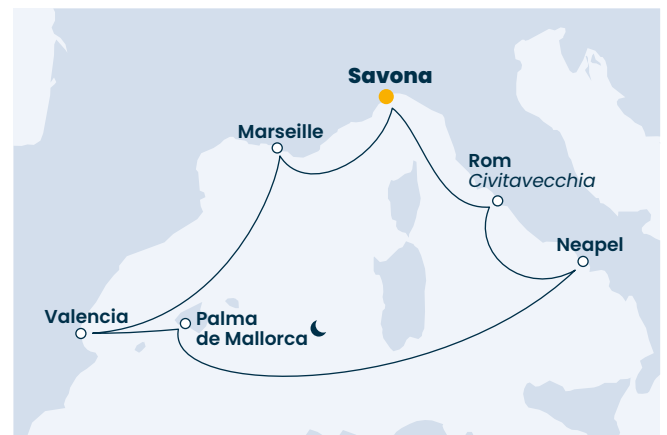 Savona
Marseille
Rom
Civitavecchia
Neapel
Valencia
Palma
de Mallorca